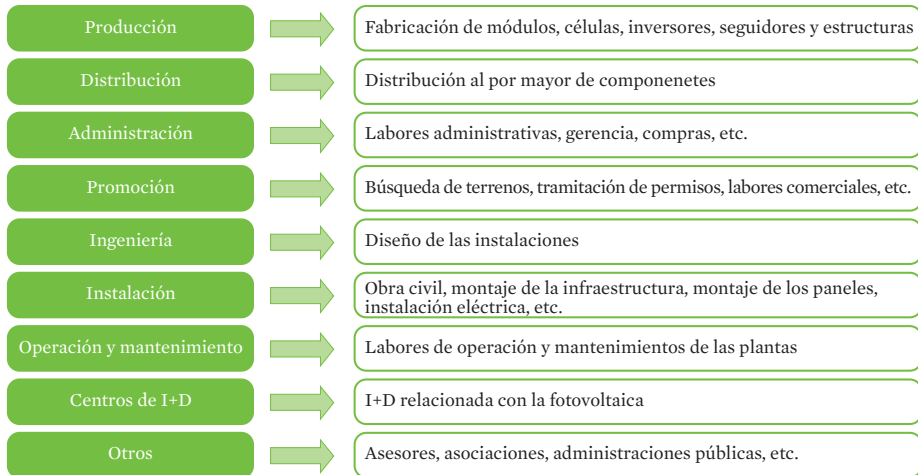 Producción
Fabricación de módulos, células, inversores, seguidores y estructuras
Distribución
Distribución al por mayor de componenetes
Administración
Labores administrativas, gerencia, compras, etc.
Promoción
Búsqueda de terrenos, tramitación de permisos, labores comerciales, etc.
Ingeniería
Diseño de las instalaciones
Instalación
Obra civil, montaje de la infraestructura, montaje de los paneles,
instalación eléctrica, etc.
Operación y mantenimiento
Labores de operación y mantenimientos de las plantas
Centros de I+D
I+D relacionada con la fotovoltaica
Otros
Asesores, asociaciones, administraciones públicas, etc.